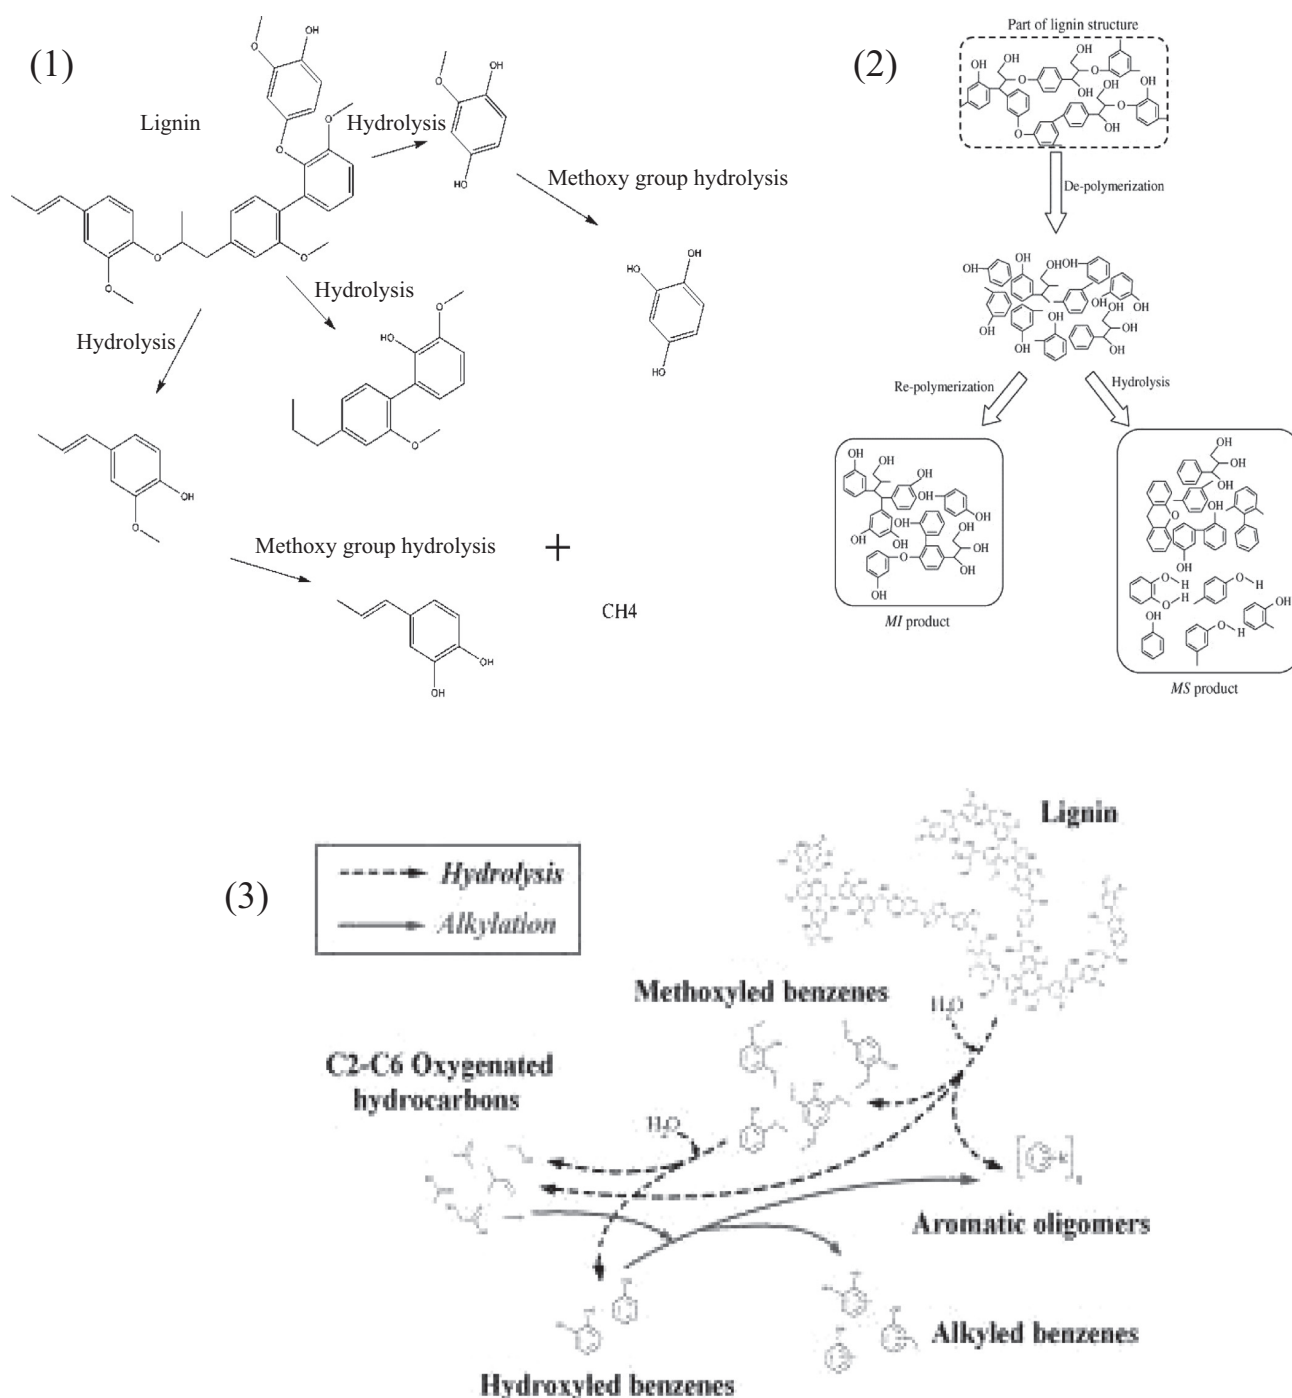 (1)
Lignin
Hydrolysis
Methoxy group hydrolysis
Hydrolysis
Hydrolysis
Methoxy group hydrolysis
+
CH4
(2)
Part of lignin structure
De-polymerization
Re-polymerization
Hydrolysis
MI product
MS product
(3)
Hydrolysis
Alkylation
Lignin
Methoxyled benzenes
H₂O
C2-C6 Oxygenated
hydrocarbons
H₂O
Aromatic oligomers
Alkyled benzenes
Hydroxyled benzenes